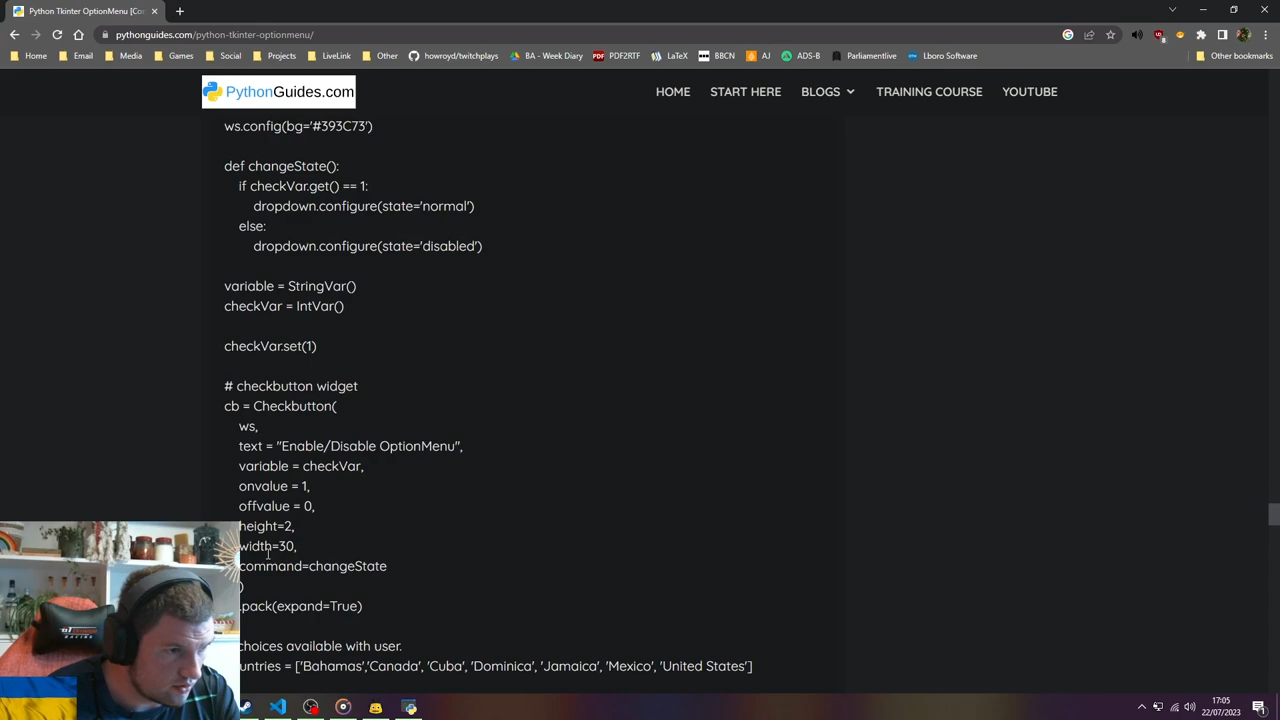 Python Tkinter OptionMenu [Co
pythonguides.com/python-tkinter-optionmenu/
Home Email Media Games Social Projects LiveLink Other howroyd/twitchplays BA - Week Diary PDF2RTF LaTeX BBCN AJ ADS-B Parliamentlive Lboro Software Other bookmarks
PythonGuides.com HOME START HERE BLOGS TRAINING COURSE YOUTUBE
ws.config(bg='#393C73')
def changeState():
if checkVar.get() == 1:
dropdown.configure(state='normal')
else:
dropdown.configure(state='disabled')
variable = StringVar()
checkVar = IntVar()
checkVar.set(1)
# checkbutton widget
cb = Checkbutton(
ws,
text = "Enable/Disable OptionMenu",
variable = checkVar,
onvalue = 1,
offvalue = 0,
height=2,
width=30,
command=changeState
)
.pack(expand=True)
choices available with user.
untries = ['Bahamas','Canada', 'Cuba', 'Dominica', 'Jamaica', 'Mexico', 'United States']
RACING
17:05
22/07/2023